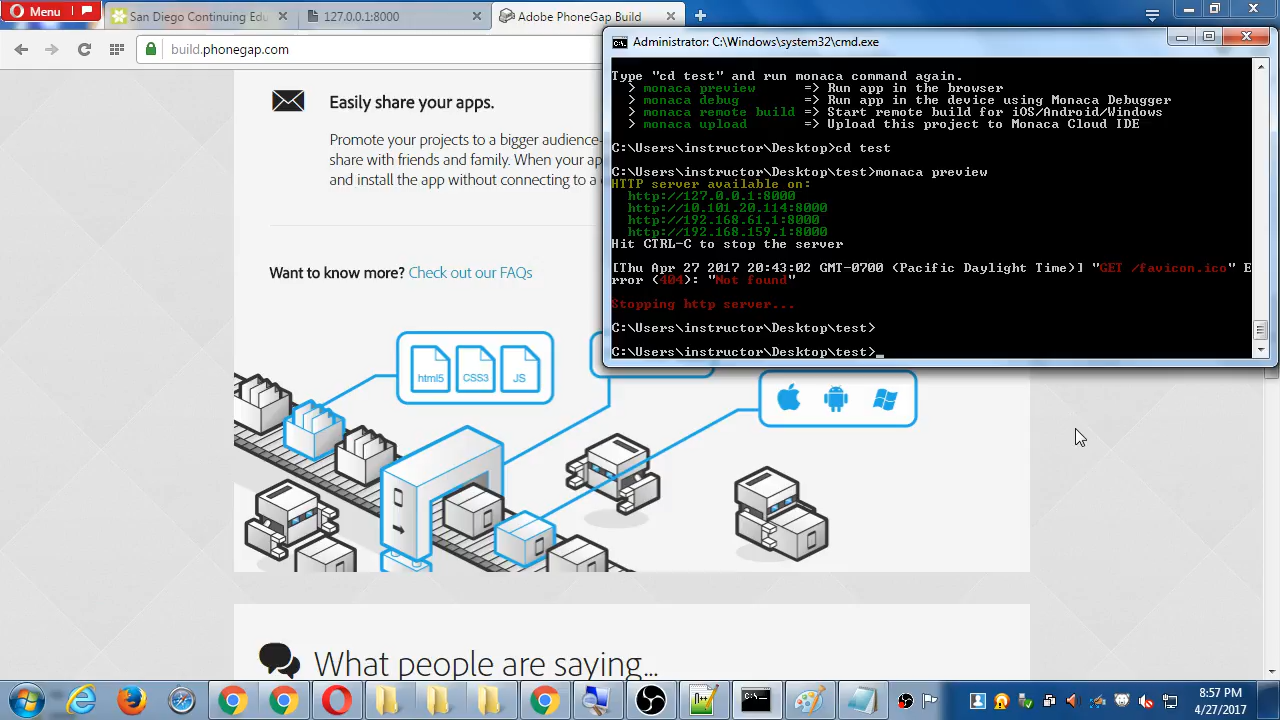 Menu
San Diego Continuing Edu
127.0.0.1:8000
Adobe PhoneGap Build
build.phonegap.com
Easily share your apps.
Promote your projects to a bigger audience-
share with friends and family. When your ap
and install the app without connecting to a c
Want to know more? Check out our FAQs
html5
CSS3
JS
What people are saying...
Administrator: C:\Windows\system32\cmd.exe
Type "cd test" and run monaca command again.
> monaca preview => Run app in the browser
> monaca debug => Run app in the device using Monaca Debugger
> monaca remote build => Start remote build for iOS/Android/Windows
> monaca upload => Upload this project to Monaca Cloud IDE
C:\Users\instructor\Desktop>cd test
C:\Users\instructor\Desktop\test>monaca preview
HTTP server available on:
http://127.0.0.1:8000
http://10.101.20.114:8000
http://192.168.61.1:8000
http://192.168.159.1:8000
Hit CTRL-C to stop the server
[Thu Apr 27 2017 20:43:02 GMT-0700 (Pacific Daylight Time)] "GET /favicon.ico" E
rror (404): "Not found"
Stopping http server...
C:\Users\instructor\Desktop\test>
C:\Users\instructor\Desktop\test>_
8:57 PM
4/27/2017